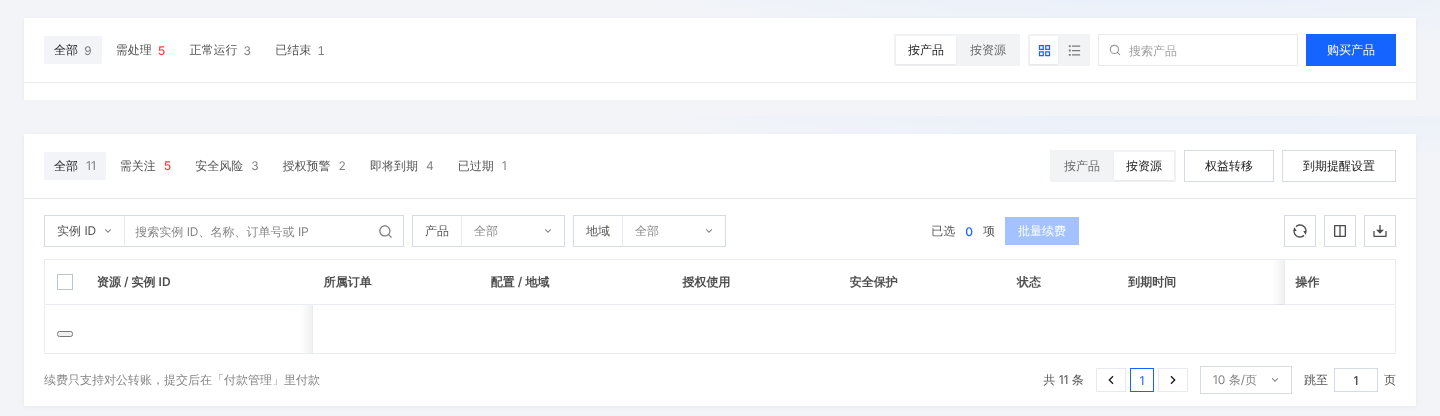 全部 9 需处理 5 正常运行 3 已结束 1 按产品 按资源 搜索产品 购买产品
全部 11 需关注 5 安全风险 3 授权预警 2 即将到期 4 已过期 1 按产品 按资源 权益转移 到期提醒设置
实例 ID 搜索实例 ID、名称、订单号或 IP 产品 全部 地域 全部 已选 0 项 批量续费
资源 / 实例 ID 所属订单 配置 / 地域 授权使用 安全保护 状态 到期时间 操作
续费只支持对公转账，提交后在「付款管理」里付款 共 11 条 1 10 条/页 跳至 1 页